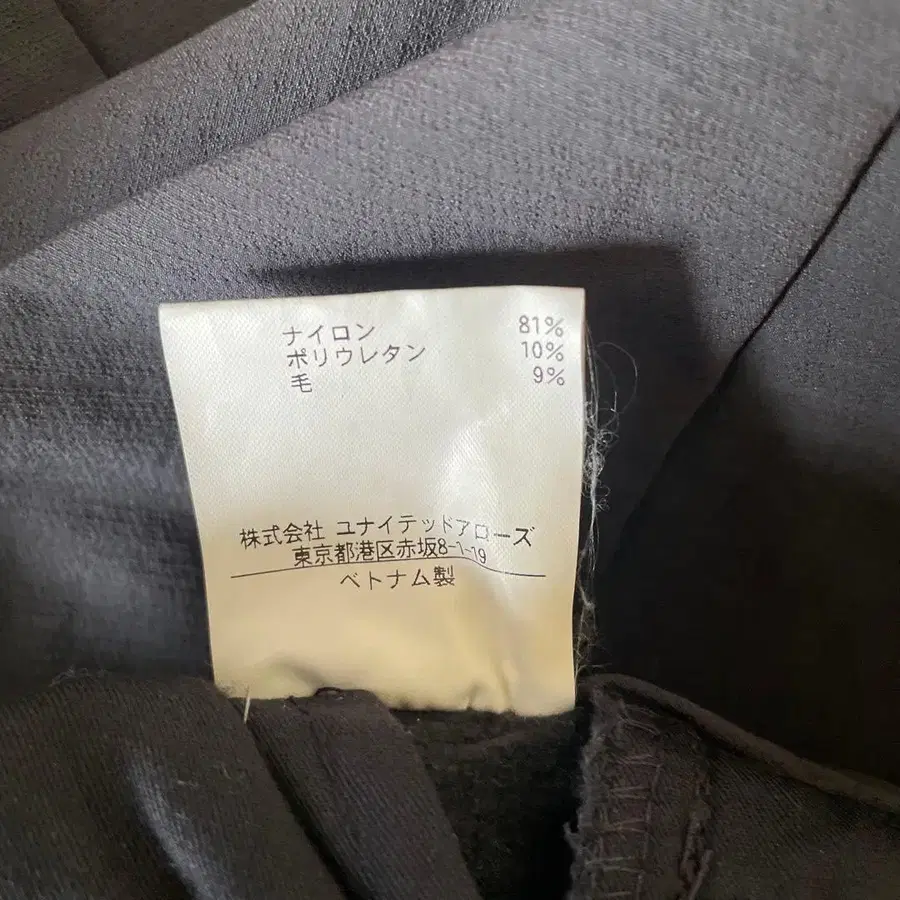 ナイロン 81%
ポリウレタン 10%
毛 9%
株式会社 ユナイテッドアローズ
東京都港区赤坂8-1-19
ベトナム製